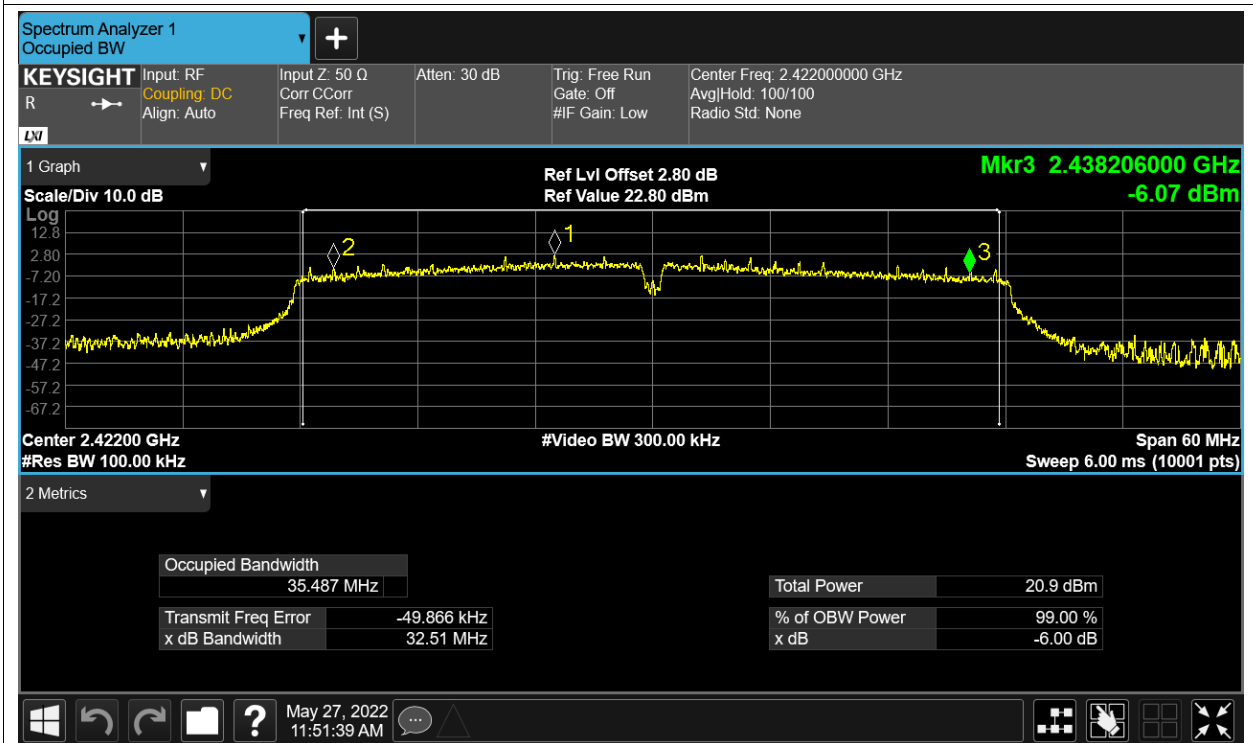 Spectrum Analyzer 1
Occupied BW
KEYSIGHT
R
LXI
Input: RF
Coupling: DC
Align: Auto
Input Z: 50 Ω
Corr CCorr
Freq Ref: Int (S)
Atten: 30 dB
Trig: Free Run
Gate: Off
#IF Gain: Low
Center Freq: 2.422000000 GHz
Avg|Hold: 100/100
Radio Std: None
1 Graph
Scale/Div 10.0 dB
Ref Lvl Offset 2.80 dB
Ref Value 22.80 dBm
Mkr3 2.438206000 GHz
-6.07 dBm
Log
12.8
2.80
-7.20
-17.2
-27.2
-37.2
-47.2
-57.2
-67.2
2
1
3
Center 2.42200 GHz
#Res BW 100.00 kHz
#Video BW 300.00 kHz
Span 60 MHz
Sweep 6.00 ms (10001 pts)
2 Metrics
Occupied Bandwidth
35.487 MHz
Transmit Freq Error -49.866 kHz
x dB Bandwidth 32.51 MHz
Total Power 20.9 dBm
% of OBW Power 99.00 %
x dB -6.00 dB
?
May 27, 2022
11:51:39 AM